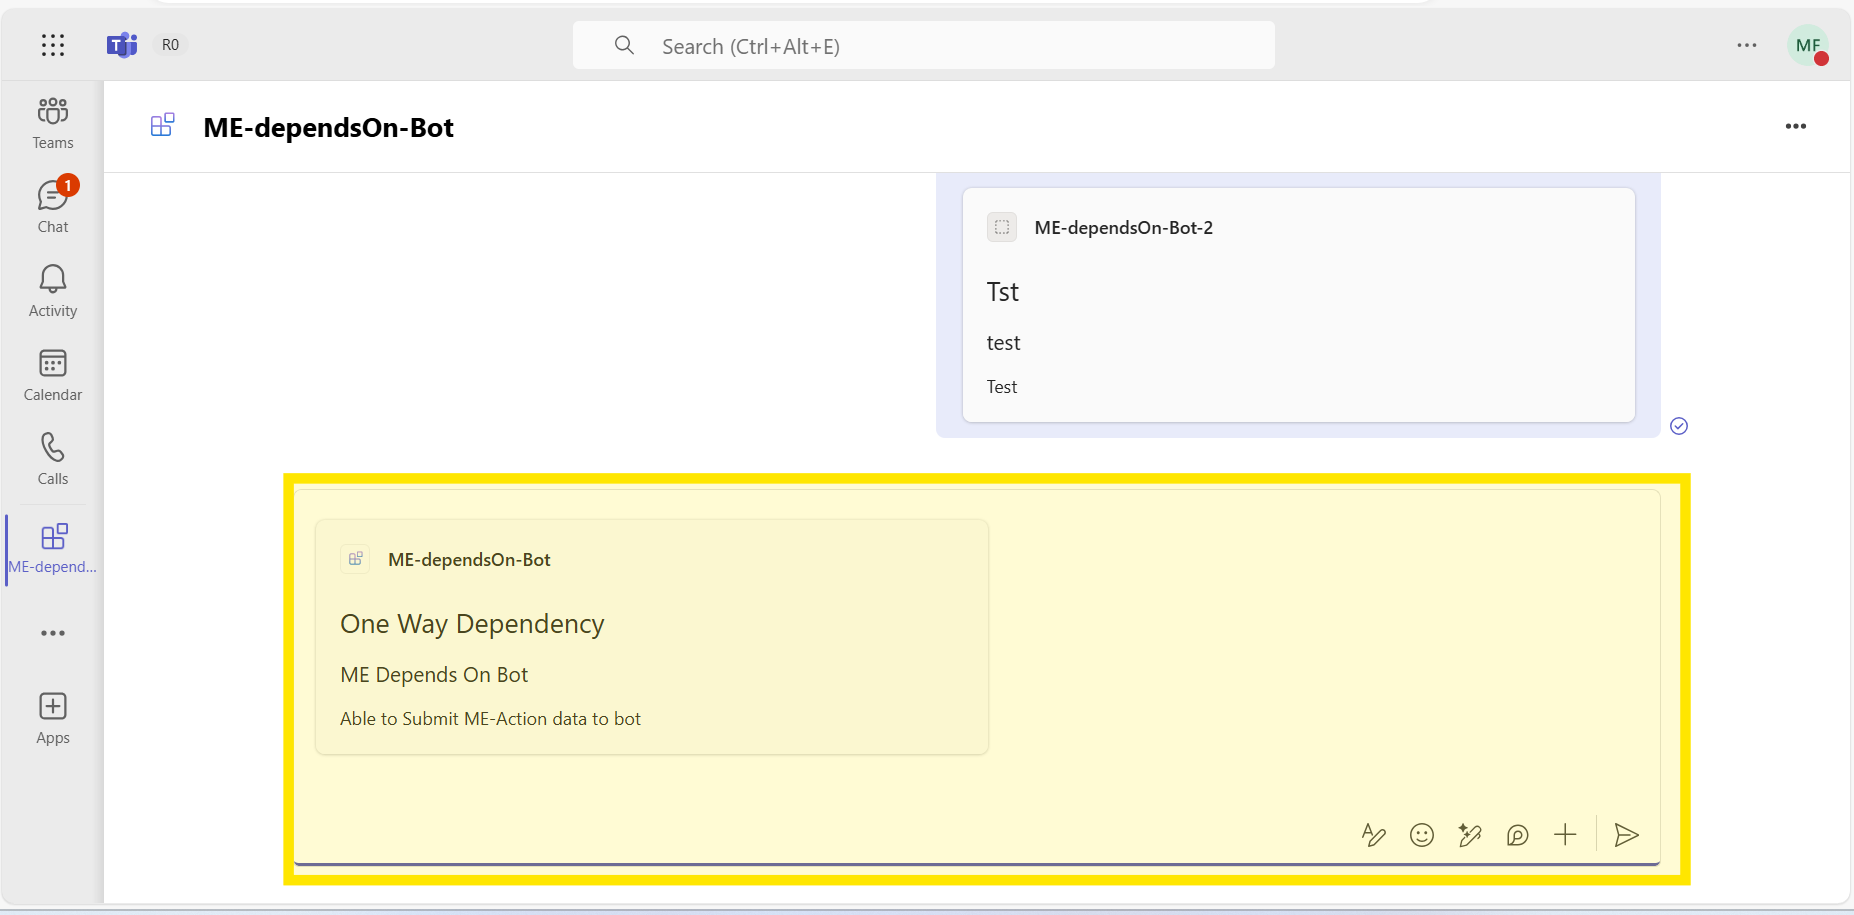 R0
Search (Ctrl+Alt+E)
MF
Teams
1
Chat
Activity
Calendar
Calls
ME-depend...
Apps
ME-dependsOn-Bot
ME-dependsOn-Bot-2
Tst
test
Test
ME-dependsOn-Bot
One Way Dependency
ME Depends On Bot
Able to Submit ME-Action data to bot